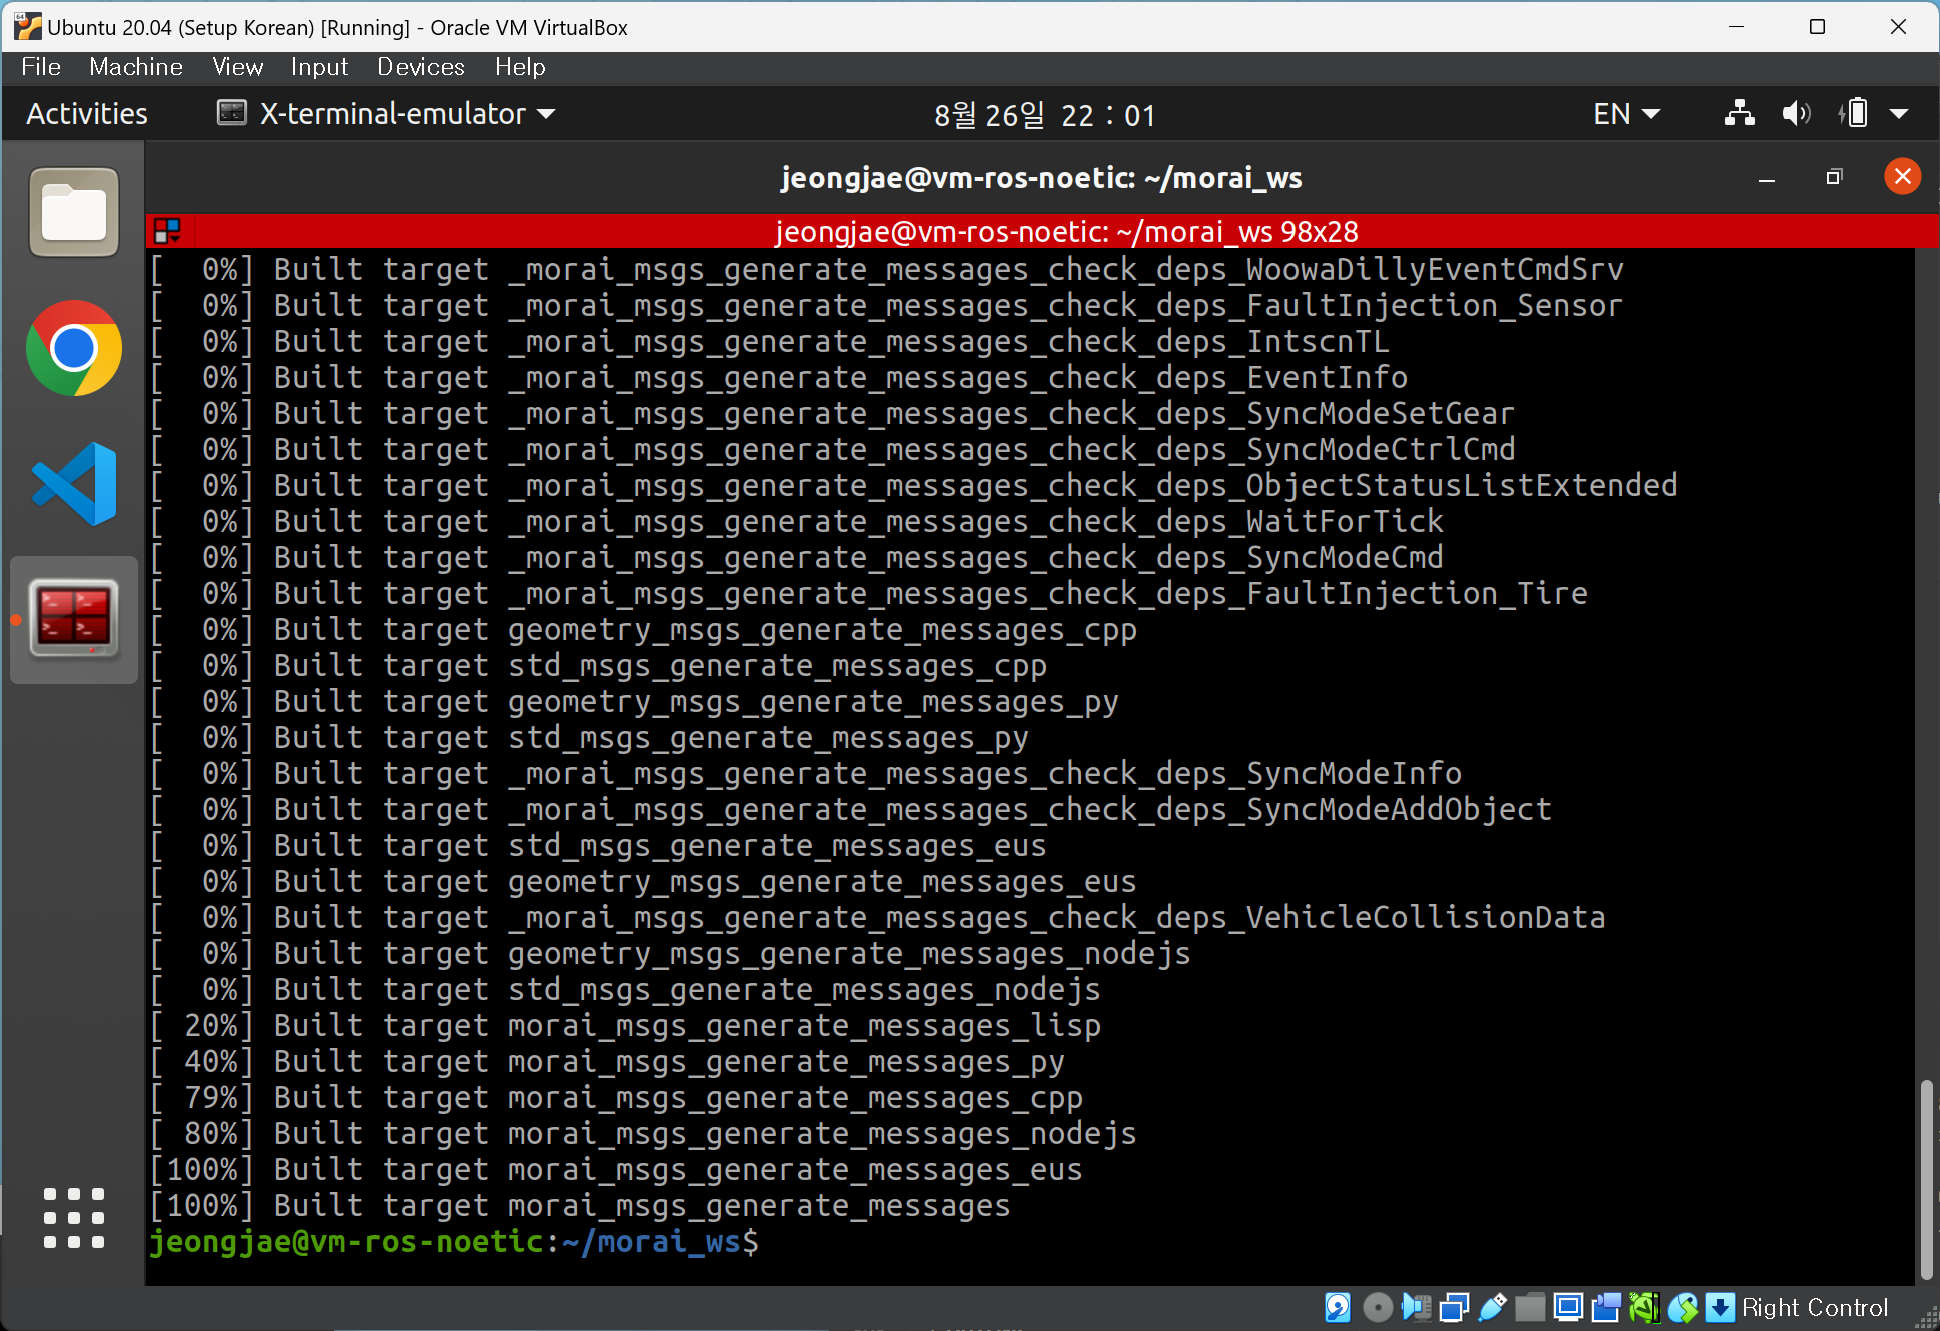 Ubuntu 20.04 (Setup Korean) [Running] - Oracle VM VirtualBox
File Machine View Input Devices Help
Activities X-terminal-emulator 8월 26일 22 : 01 EN
jeongjae@vm-ros-noetic: ~/morai_ws
jeongjae@vm-ros-noetic: ~/morai_ws 98x28
[  0%] Built target _morai_msgs_generate_messages_check_deps_WoowaDillyEventCmdSrv
[  0%] Built target _morai_msgs_generate_messages_check_deps_FaultInjection_Sensor
[  0%] Built target _morai_msgs_generate_messages_check_deps_IntscnTL
[  0%] Built target _morai_msgs_generate_messages_check_deps_EventInfo
[  0%] Built target _morai_msgs_generate_messages_check_deps_SyncModeSetGear
[  0%] Built target _morai_msgs_generate_messages_check_deps_SyncModeCtrlCmd
[  0%] Built target _morai_msgs_generate_messages_check_deps_ObjectStatusListExtended
[  0%] Built target _morai_msgs_generate_messages_check_deps_WaitForTick
[  0%] Built target _morai_msgs_generate_messages_check_deps_SyncModeCmd
[  0%] Built target _morai_msgs_generate_messages_check_deps_FaultInjection_Tire
[  0%] Built target geometry_msgs_generate_messages_cpp
[  0%] Built target std_msgs_generate_messages_cpp
[  0%] Built target geometry_msgs_generate_messages_py
[  0%] Built target std_msgs_generate_messages_py
[  0%] Built target _morai_msgs_generate_messages_check_deps_SyncModeInfo
[  0%] Built target _morai_msgs_generate_messages_check_deps_SyncModeAddObject
[  0%] Built target std_msgs_generate_messages_eus
[  0%] Built target geometry_msgs_generate_messages_eus
[  0%] Built target _morai_msgs_generate_messages_check_deps_VehicleCollisionData
[  0%] Built target geometry_msgs_generate_messages_nodejs
[  0%] Built target std_msgs_generate_messages_nodejs
[ 20%] Built target morai_msgs_generate_messages_lisp
[ 40%] Built target morai_msgs_generate_messages_py
[ 79%] Built target morai_msgs_generate_messages_cpp
[ 80%] Built target morai_msgs_generate_messages_nodejs
[100%] Built target morai_msgs_generate_messages_eus
[100%] Built target morai_msgs_generate_messages
jeongjae@vm-ros-noetic:~/morai_ws$
Right Control